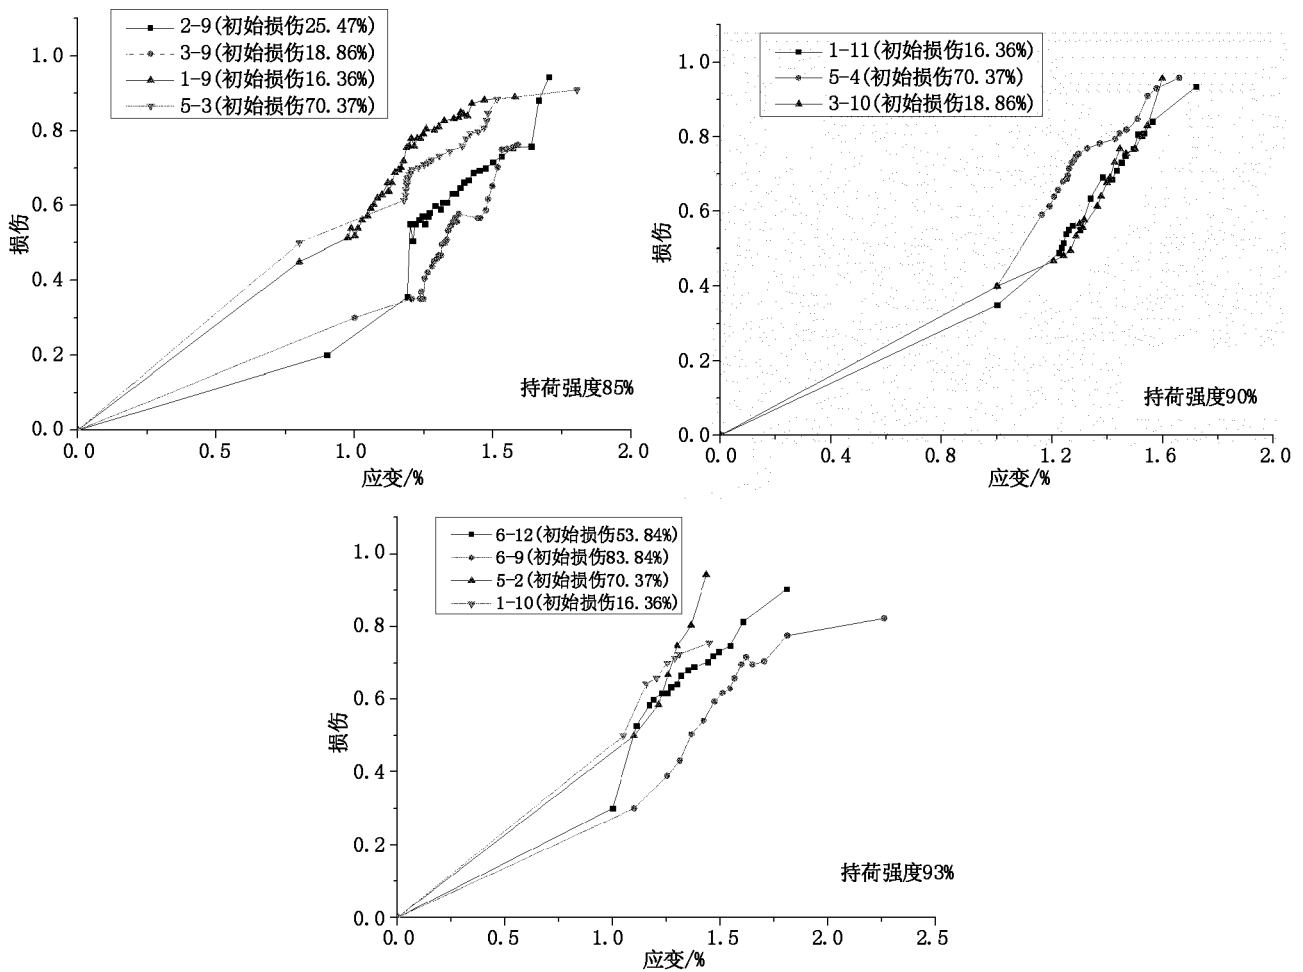 2-9(初始损伤25.47%)
3-9(初始损伤18.86%)
1-9(初始损伤16.36%)
5-3(初始损伤70.37%)
1.0
0.8
0.6
0.4
0.2
0.0
损伤
持荷强度85%
0.0
0.5
1.0
1.5
2.0
应变/%
1-11(初始损伤16.36%)
5-4(初始损伤70.37%)
3-10(初始损伤18.86%)
1.0
0.8
0.6
0.4
0.2
0.0
损伤
持荷强度90%
0.0
0.4
0.8
1.2
1.6
2.0
应变/%
6-12(初始损伤53.84%)
6-9(初始损伤83.84%)
5-2(初始损伤70.37%)
1-10(初始损伤16.36%)
1.0
0.8
0.6
0.4
0.2
0.0
损伤
持荷强度93%
0.0
0.5
1.0
1.5
2.0
2.5
应变/%